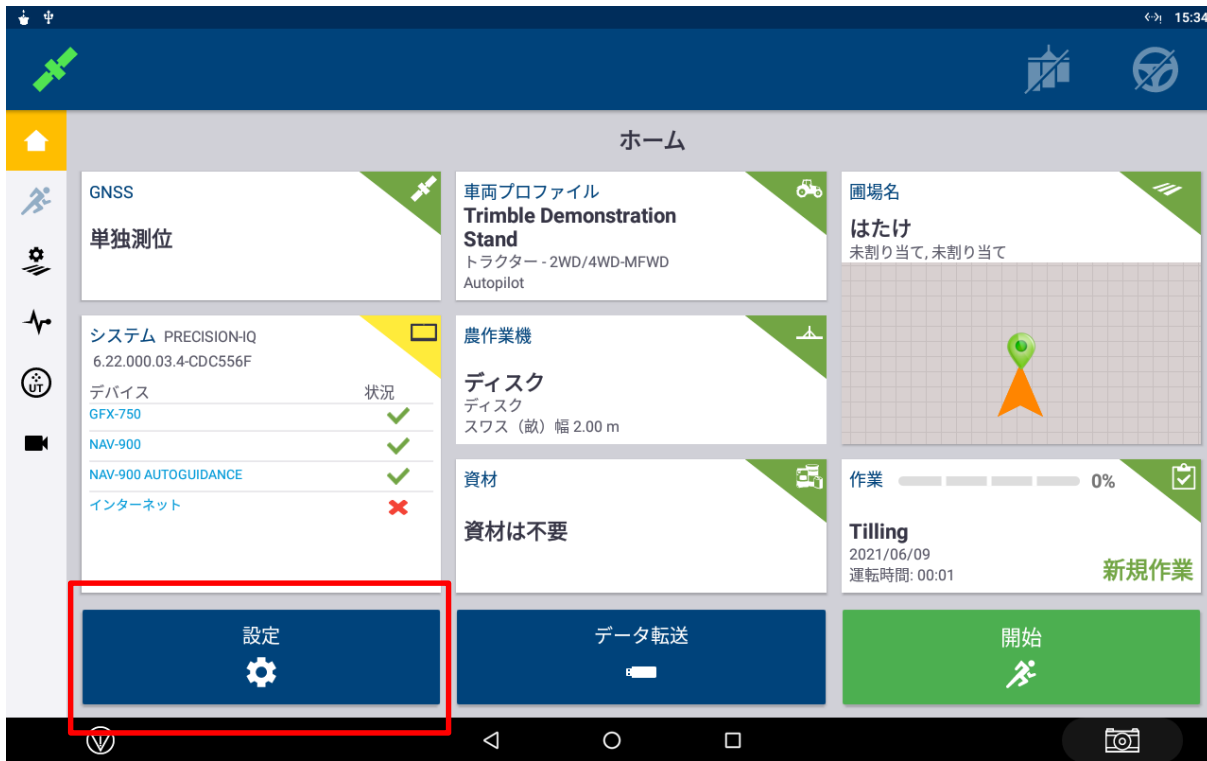 15:34
ホーム
GNSS
単独測位
車両プロファイル
Trimble Demonstration
Stand
トラクター - 2WD/4WD-MFWD
Autopilot
圃場名
はたけ
未割り当て, 未割り当て
システム PRECISION-IQ
6.22.000.03.4-CDC556F
デバイス 状況
GFX-750
NAV-900
NAV-900 AUTOGUIDANCE
インターネット
農作業機
ディスク
ディスク
スワス（畝）幅 2.00 m
資材
資材は不要
作業 0%
Tilling
2021/06/09
運転時間: 00:01
新規作業
UT
設定
データ転送
開始